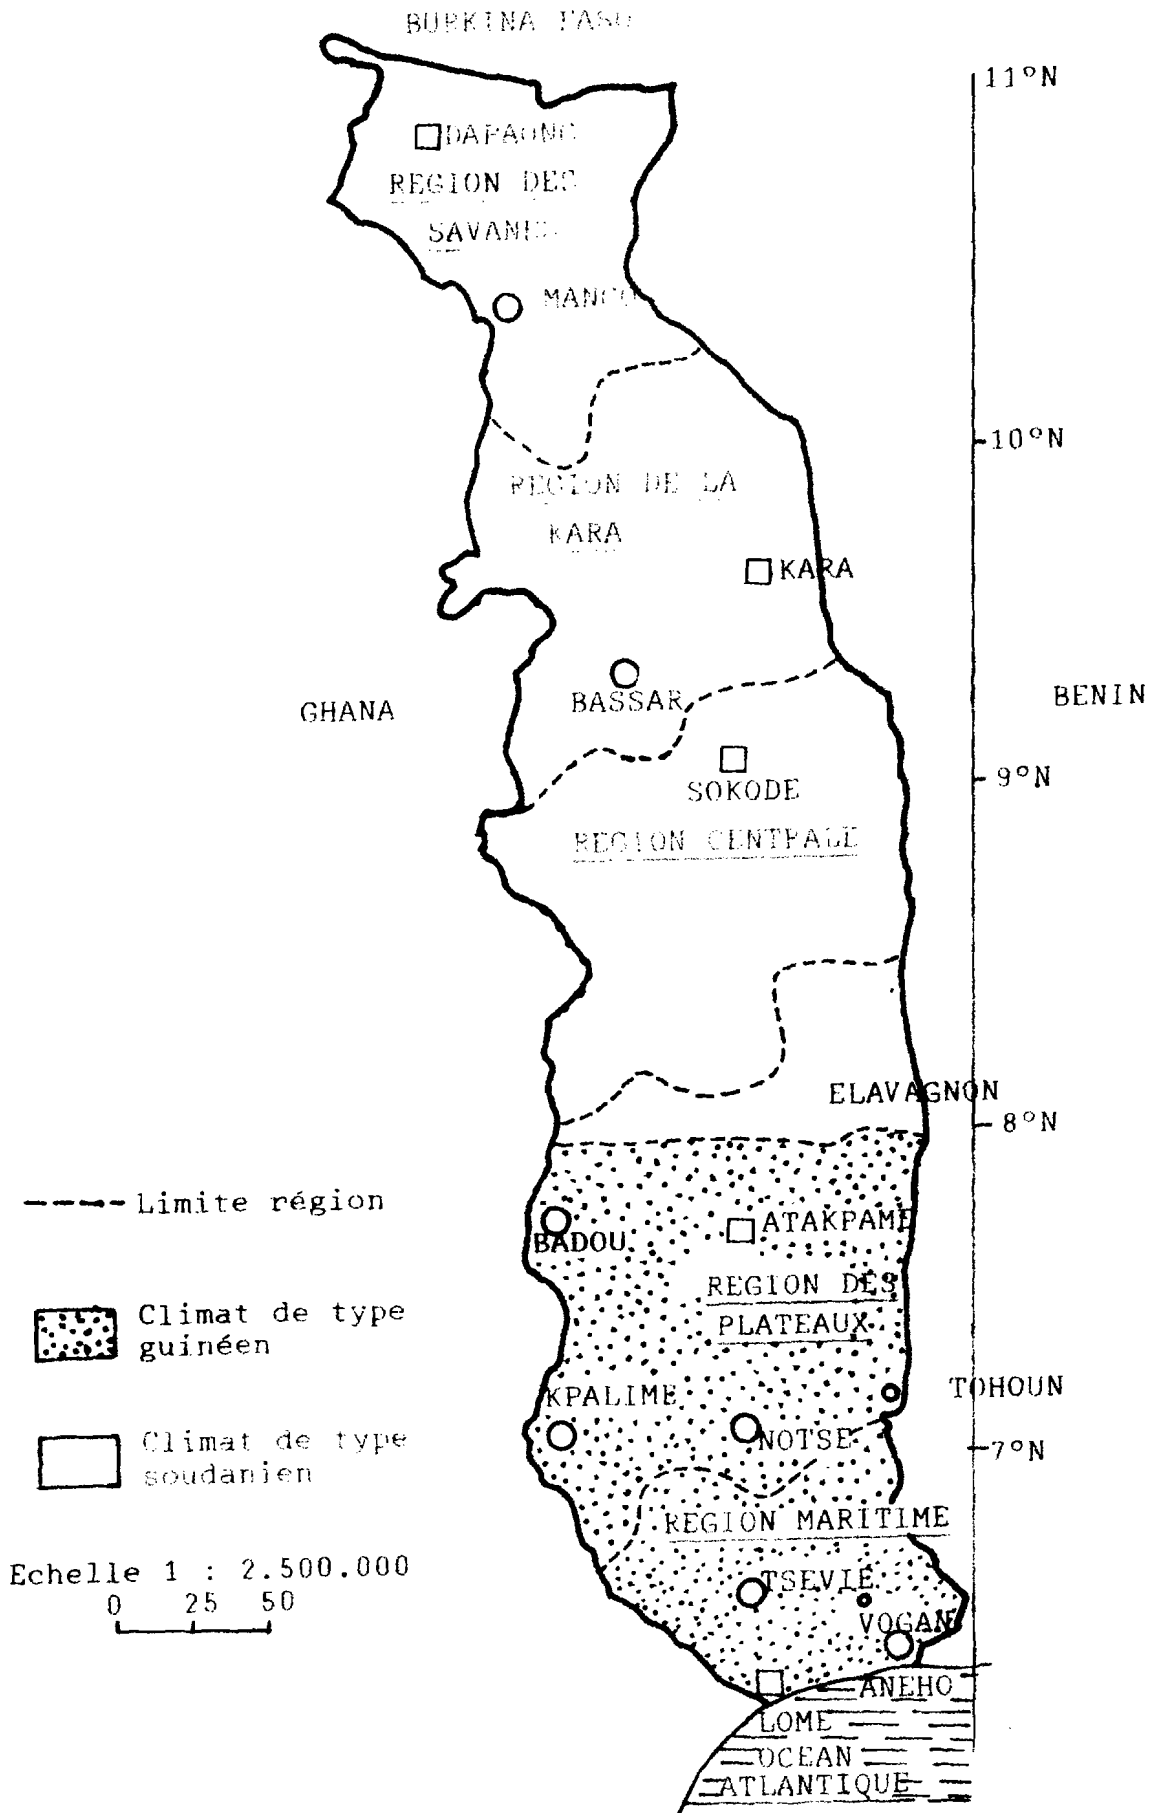 BURKINA FASO
11°N
DAPAONG
REGION DES
SAVANES
MANGO
10°N
REGION DE LA
KARA
KARA
BASSAR
GHANA
BENIN
9°N
SOKODE
REGION CENTRALE
ELAVAGNON
8°N
Limite région
ATAKPAME
BADOU
REGION DES
PLATEAUX
Climat de type
guinéen
KPALIME
TOHOUN
NOTSE
7°N
Climat de type
soudanien
REGION MARITIME
Echelle 1 : 2.500.000
0 25 50
TSEVIE
VOGAN
ANEHO
LOME
OCEAN
ATLANTIQUE